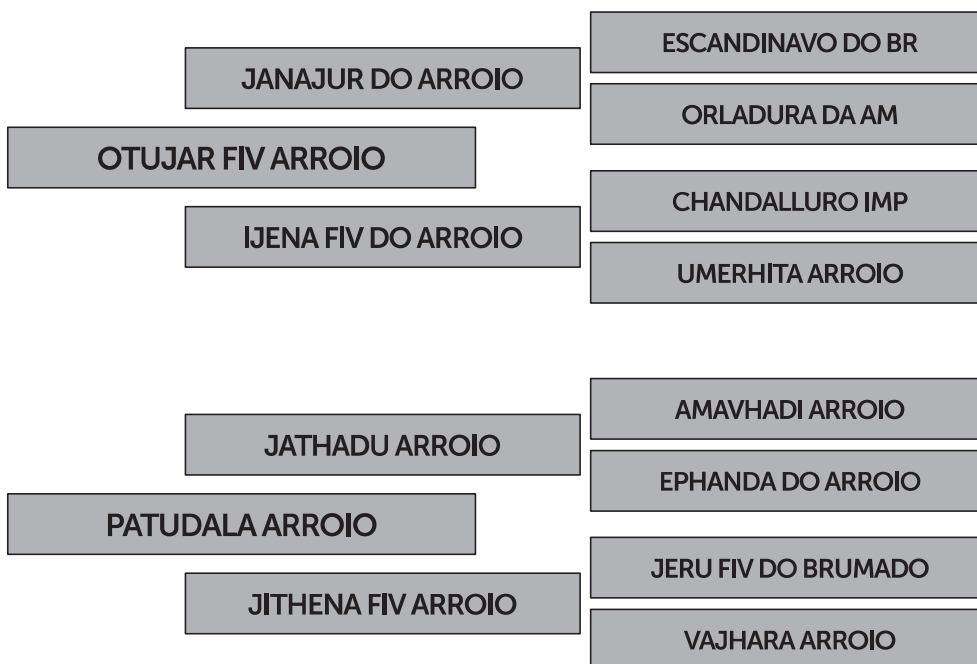 ESCANDINAVO DO BR
JANAJUR DO ARROIO
ORLADURA DA AM
OTUJAR FIV ARROIO
CHANDALLURO IMP
IJENA FIV DO ARROIO
UMERHITA ARROIO
AMAVHADI ARROIO
JATHADU ARROIO
EPHANDA DO ARROIO
PATUDALA ARROIO
JERU FIV DO BRUMADO
JITHENA FIV ARROIO
VAJHARA ARROIO